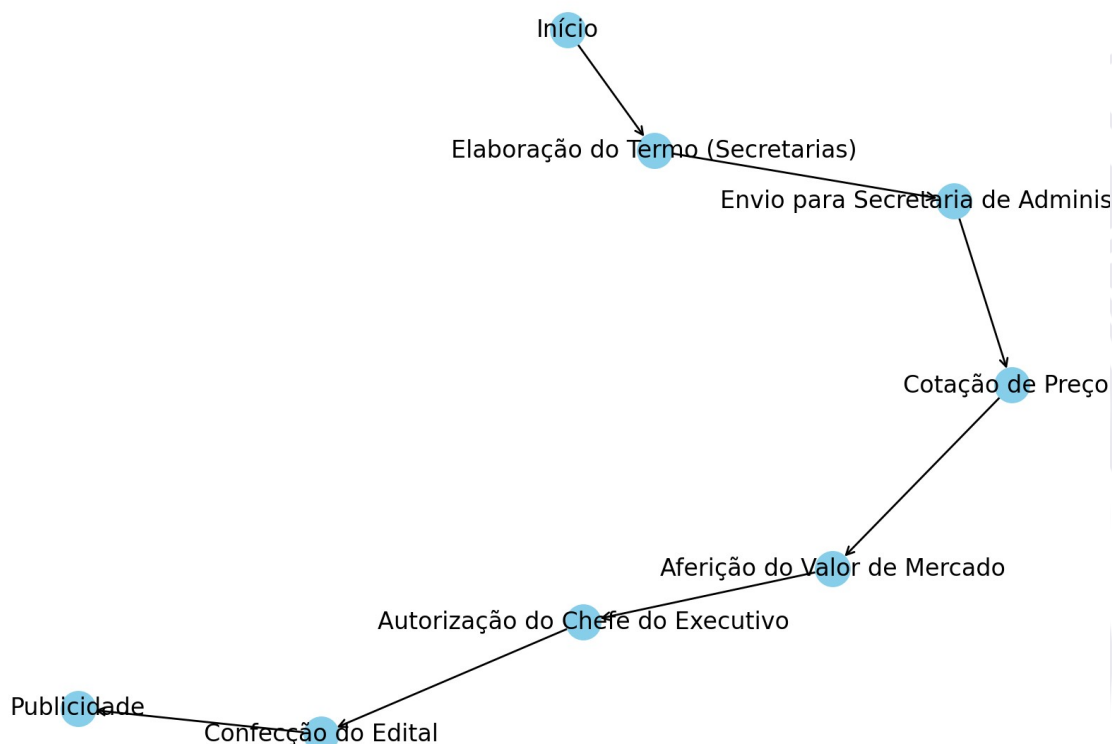 Início
Elaboração do Termo (Secretarias)
Envio para Secretaria de Adminis
Cotação de Preço
Aferição do Valor de Mercado
Autorização do Chefe do Executivo
Publicidade
Confecção do Edital